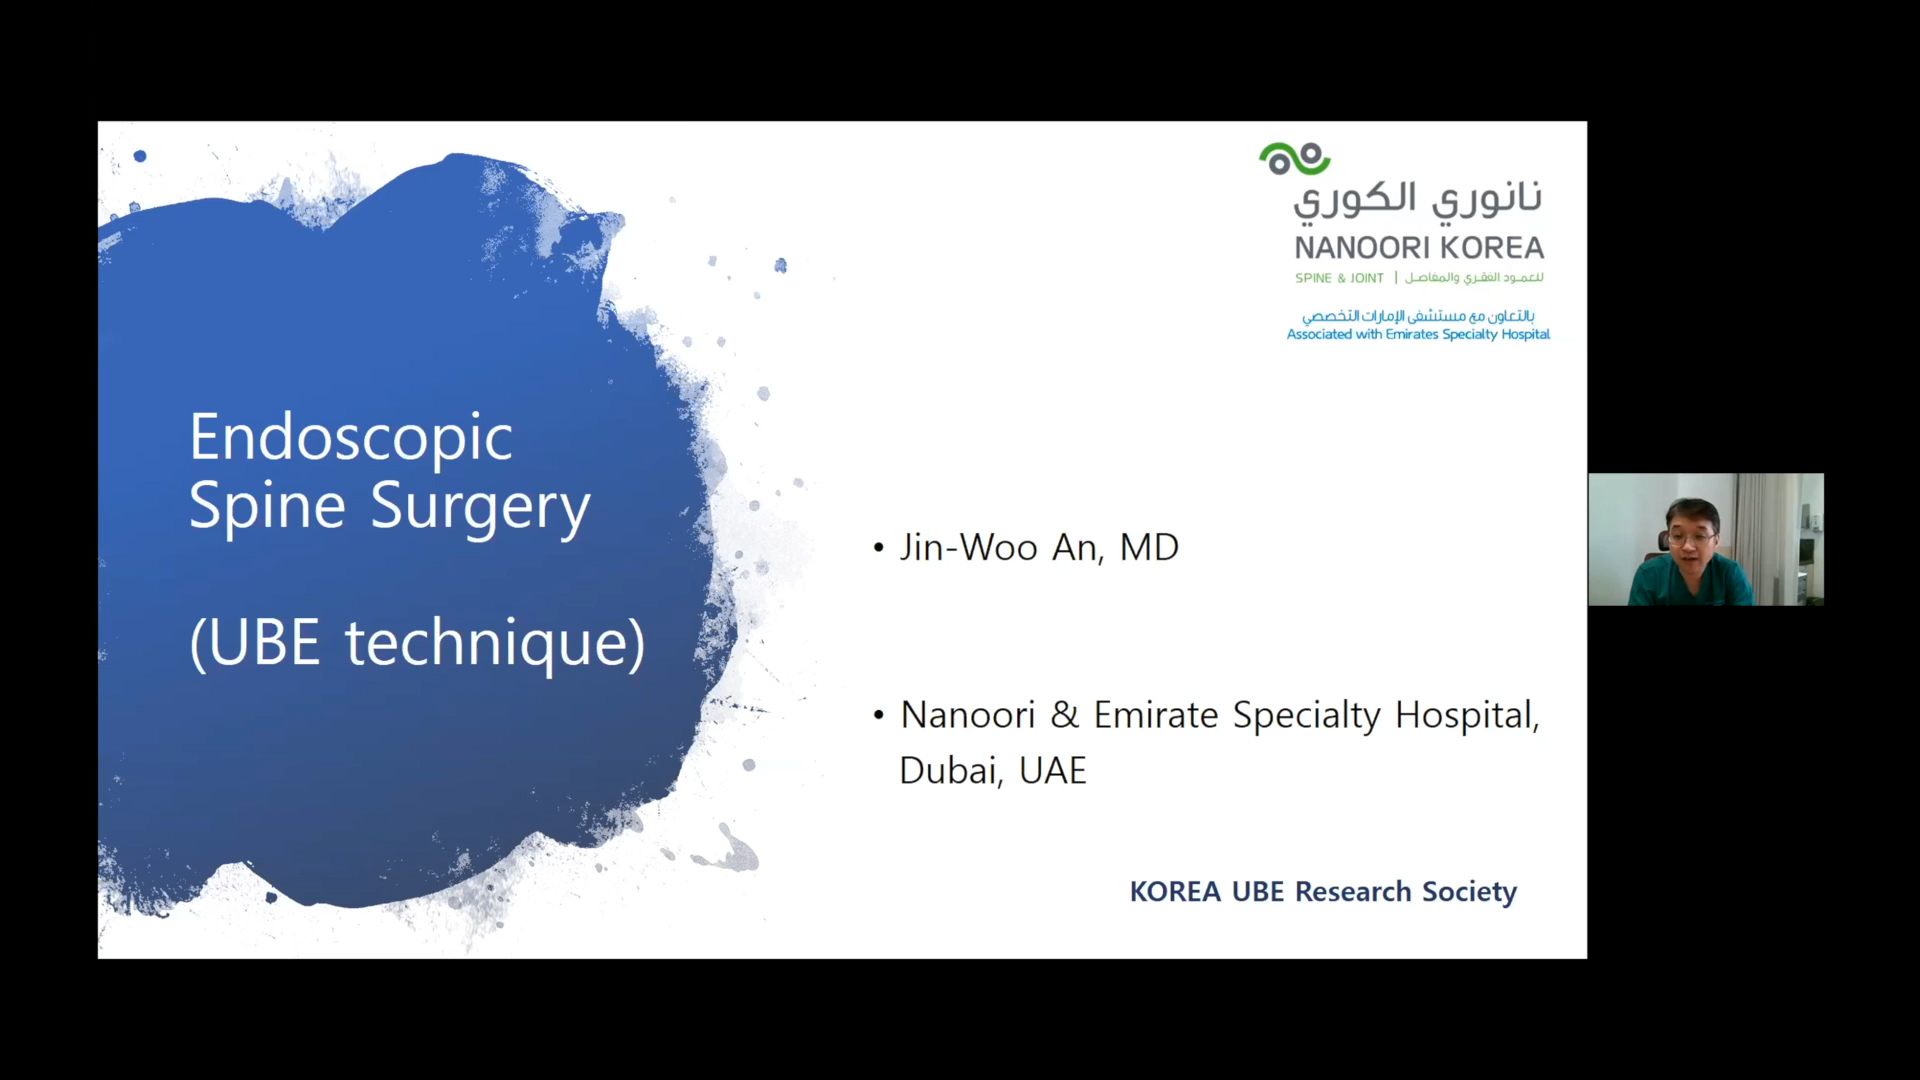 نانوري الكوري
NANOORI KOREA
SPINE & JOINT | للعمود الفقري والمفاصل
بالتعاون مع مستشفى الإمارات التخصصي
Associated with Emirates Specialty Hospital
Endoscopic
Spine Surgery
(UBE technique)
• Jin-Woo An, MD
• Nanoori & Emirate Specialty Hospital,
Dubai, UAE
KOREA UBE Research Society